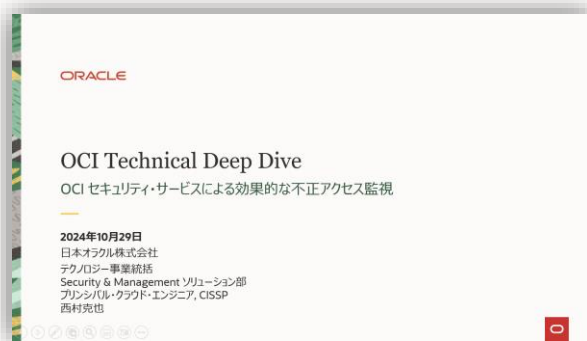 ORACLE
OCI Technical Deep Dive
OCI セキュリティ・サービスによる効果的な不正アクセス監視
2024年10月29日
日本オラクル株式会社
テクノロジー事業統括
Security & Management ソリューション部
プリンシパル・クラウド・エンジニア, CISSP
西村克也